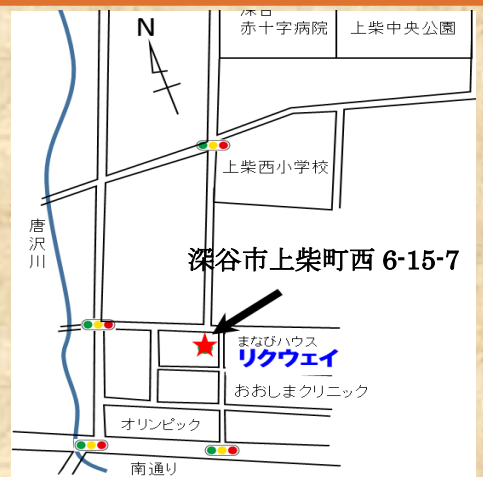 深谷
赤十字病院
上柴中央公園
N
上柴西小学校
唐沢川
深谷市上柴町西 6-15-7
まなびハウス
リクウェイ
おおしまクリニック
オリンピック
南通り